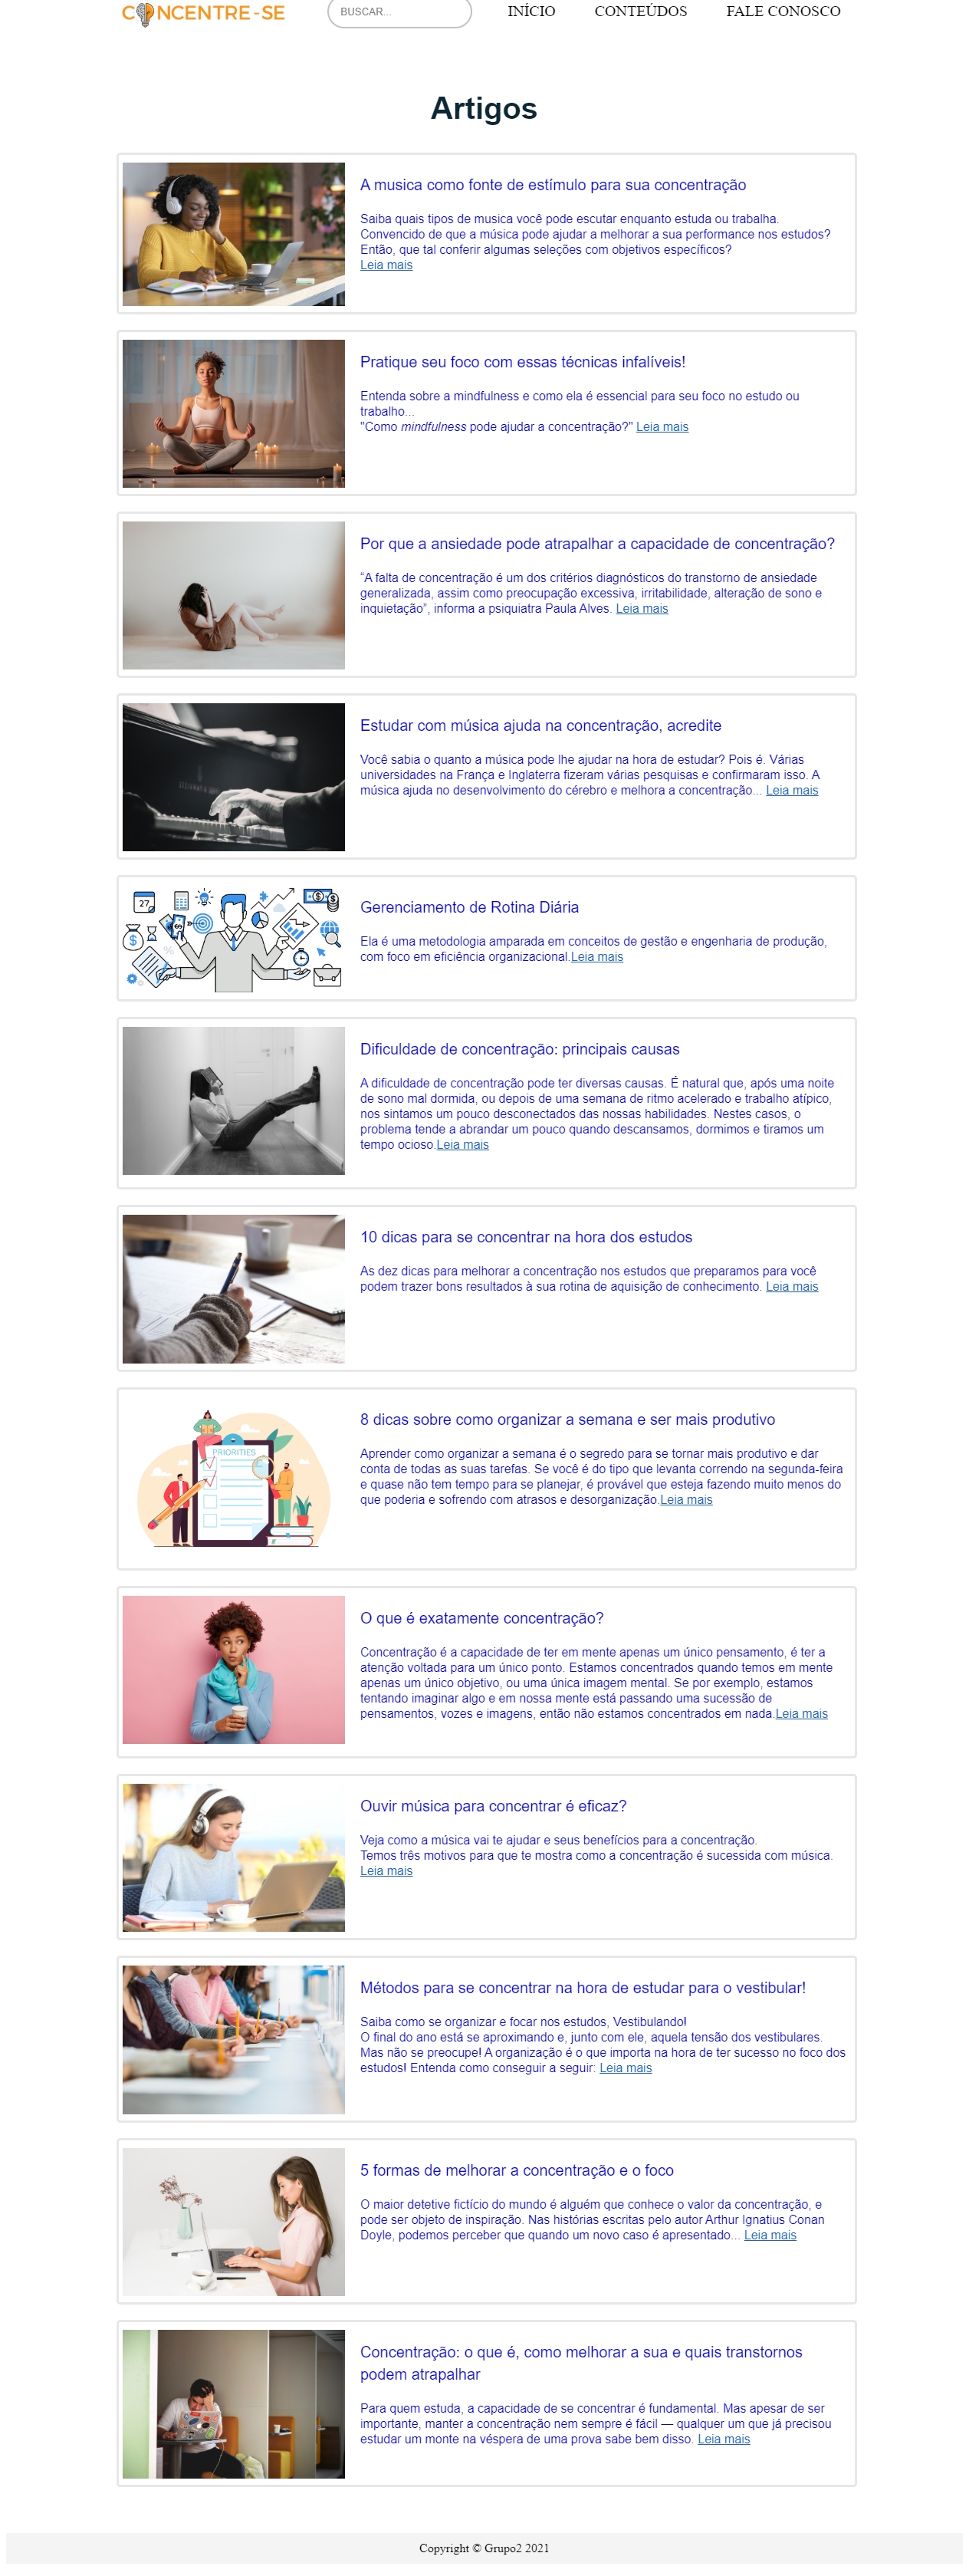 CONCENTRE-SE
BUSCAR...
INÍCIO
CONTEÚDOS
FALE CONOSCO
Artigos
A musica como fonte de estímulo para sua concentração
Saiba quais tipos de musica você pode escutar enquanto estuda ou trabalha.
Convencido de que a música pode ajudar a melhorar a sua performance nos estudos?
Então, que tal conferir algumas seleções com objetivos específicos?
Leia mais
Pratique seu foco com essas técnicas infalíveis!
Entenda sobre a mindfulness e como ela é essencial para seu foco no estudo ou
trabalho...
"Como mindfulness pode ajudar a concentração?" Leia mais
Por que a ansiedade pode atrapalhar a capacidade de concentração?
“A falta de concentração é um dos critérios diagnósticos do transtorno de ansiedade
generalizada, assim como preocupação excessiva, irritabilidade, alteração de sono e
inquietação”, informa a psiquiatra Paula Alves. Leia mais
Estudar com música ajuda na concentração, acredite
Você sabia o quanto a música pode lhe ajudar na hora de estudar? Pois é. Várias
universidades na França e Inglaterra fizeram várias pesquisas e confirmaram isso. A
música ajuda no desenvolvimento do cérebro e melhora a concentração... Leia mais
27
Gerenciamento de Rotina Diária
Ela é uma metodologia amparada em conceitos de gestão e engenharia de produção,
com foco em eficiência organizacional.Leia mais
Dificuldade de concentração: principais causas
A dificuldade de concentração pode ter diversas causas. É natural que, após uma noite
de sono mal dormida, ou depois de uma semana de ritmo acelerado e trabalho atípico,
nos sintamos um pouco desconectados das nossas habilidades. Nestes casos, o
problema tende a abrandar um pouco quando descansamos, dormimos e tiramos um
tempo ocioso.Leia mais
10 dicas para se concentrar na hora dos estudos
As dez dicas para melhorar a concentração nos estudos que preparamos para você
podem trazer bons resultados à sua rotina de aquisição de conhecimento. Leia mais
PRIORITIES
8 dicas sobre como organizar a semana e ser mais produtivo
Aprender como organizar a semana é o segredo para se tornar mais produtivo e dar
conta de todas as suas tarefas. Se você é do tipo que levanta correndo na segunda-feira
e quase não tem tempo para se planejar, é provável que esteja fazendo muito menos do
que poderia e sofrendo com atrasos e desorganização.Leia mais
O que é exatamente concentração?
Concentração é a capacidade de ter em mente apenas um único pensamento, é ter a
atenção voltada para um único ponto. Estamos concentrados quando temos em mente
apenas um único objetivo, ou uma única imagem mental. Se por exemplo, estamos
tentando imaginar algo e em nossa mente está passando uma sucessão de
pensamentos, vozes e imagens, então não estamos concentrados em nada.Leia mais
Ouvir música para concentrar é eficaz?
Veja como a música vai te ajudar e seus benefícios para a concentração.
Temos três motivos para que te mostra como a concentração é sucessida com música.
Leia mais
Métodos para se concentrar na hora de estudar para o vestibular!
Saiba como se organizar e focar nos estudos, Vestibulando!
O final do ano está se aproximando e, junto com ele, aquela tensão dos vestibulares.
Mas não se preocupe! A organização é o que importa na hora de ter sucesso no foco dos
estudos! Entenda como conseguir a seguir: Leia mais
5 formas de melhorar a concentração e o foco
O maior detetive fictício do mundo é alguém que conhece o valor da concentração, e
pode ser objeto de inspiração. Nas histórias escritas pelo autor Arthur Ignatius Conan
Doyle, podemos perceber que quando um novo caso é apresentado... Leia mais
Concentração: o que é, como melhorar a sua e quais transtornos
podem atrapalhar
Para quem estuda, a capacidade de se concentrar é fundamental. Mas apesar de ser
importante, manter a concentração nem sempre é fácil — qualquer um que já precisou
estudar um monte na véspera de uma prova sabe bem disso. Leia mais
Copyright © Grupo2 2021